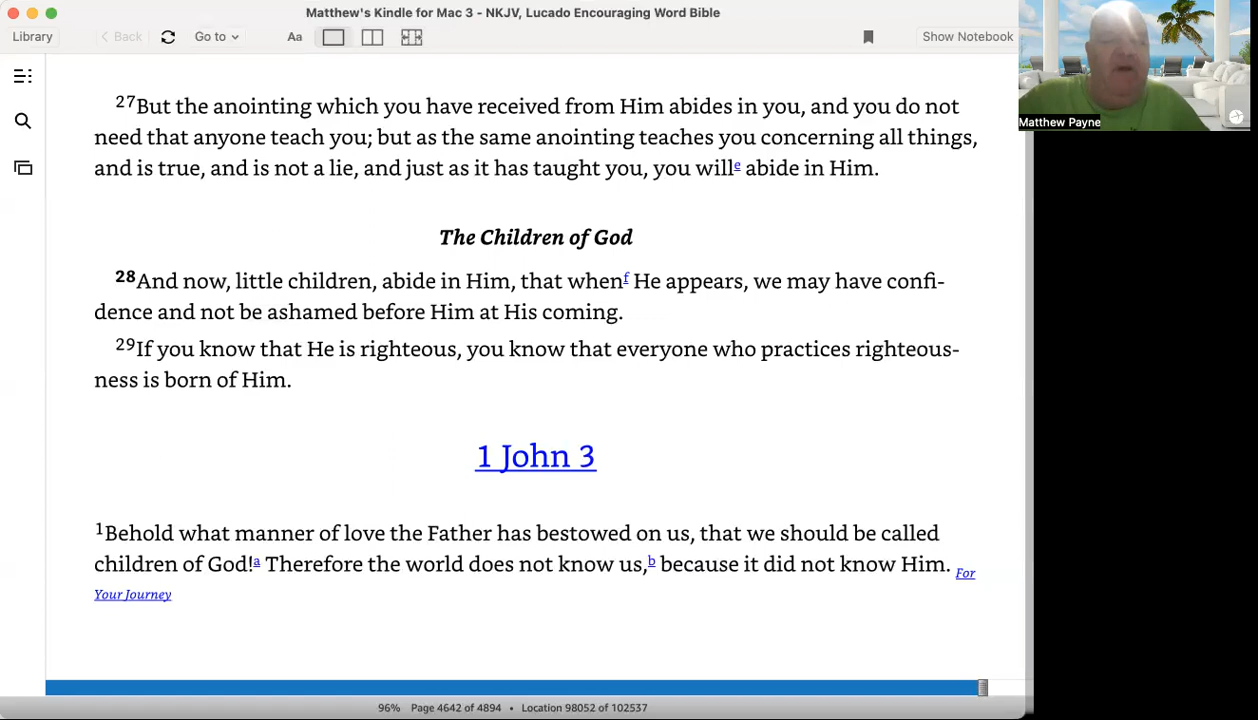 Matthew's Kindle for Mac 3 - NKJV, Lucado Encouraging Word Bible
Library
Back
Go to
Aa
Show Notebook
Matthew Payne
27But the anointing which you have received from Him abides in you, and you do not
need that anyone teach you; but as the same anointing teaches you concerning all things,
and is true, and is not a lie, and just as it has taught you, you wille abide in Him.
The Children of God
28And now, little children, abide in Him, that whenf He appears, we may have confi-
dence and not be ashamed before Him at His coming.
29If you know that He is righteous, you know that everyone who practices righteous-
ness is born of Him.
1 John 3
1Behold what manner of love the Father has bestowed on us, that we should be called
children of God!a Therefore the world does not know us,b because it did not know Him. For
Your Journey
96% Page 4642 of 4894 • Location 98052 of 102537